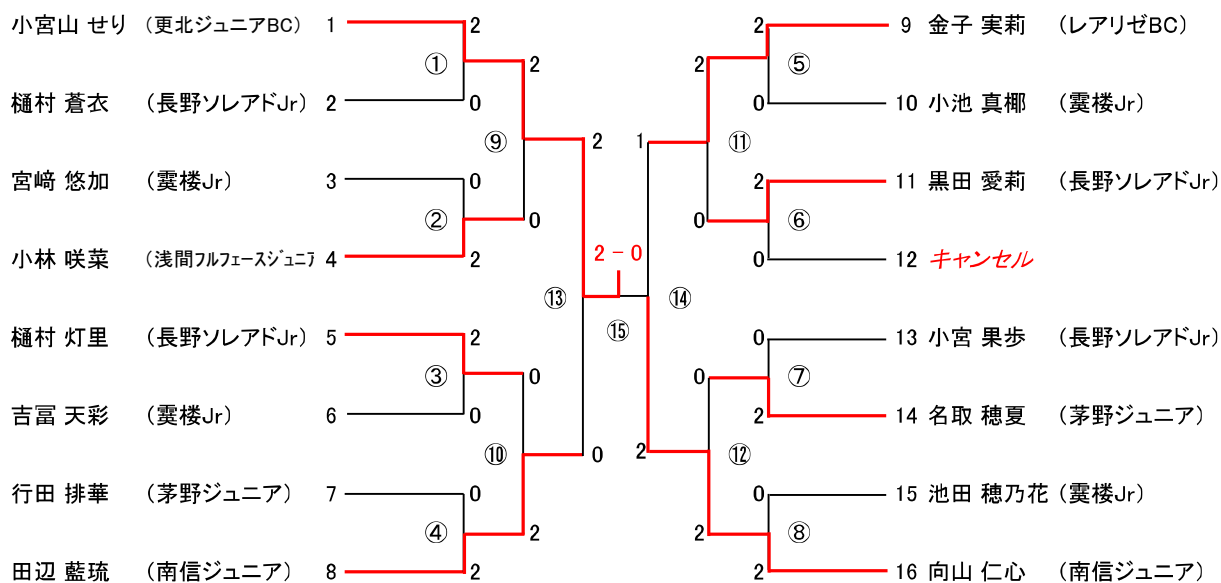 小宮山 せり (更北ジュニアBC) 1 2 2 9 金子 実莉 (レアリゼBC)
① 2 2 ⑤
樋村 蒼衣 (長野ソレアドJr) 2 0 0 10 小池 真椰 (霙楼Jr)
⑨ 2 1 ⑪
宮﨑 悠加 (霙楼Jr) 3 0 2 11 黒田 愛莉 (長野ソレアドJr)
② 0 0 ⑥
小林 咲菜 (浅間フルフェースジュニア 4 2 2 - 0 0 12 キャンセル
⑬ ⑭
⑮
樋村 灯里 (長野ソレアドJr) 5 2 0 13 小宮 果歩 (長野ソレアドJr)
③ 0 0 ⑦
吉冨 天彩 (霙楼Jr) 6 0 2 14 名取 穂夏 (茅野ジュニア)
⑩ 0 2 ⑫
行田 排華 (茅野ジュニア) 7 0 0 15 池田 穂乃花 (霙楼Jr)
④ 2 2 ⑧
田辺 藍琉 (南信ジュニア) 8 2 2 16 向山 仁心 (南信ジュニア)